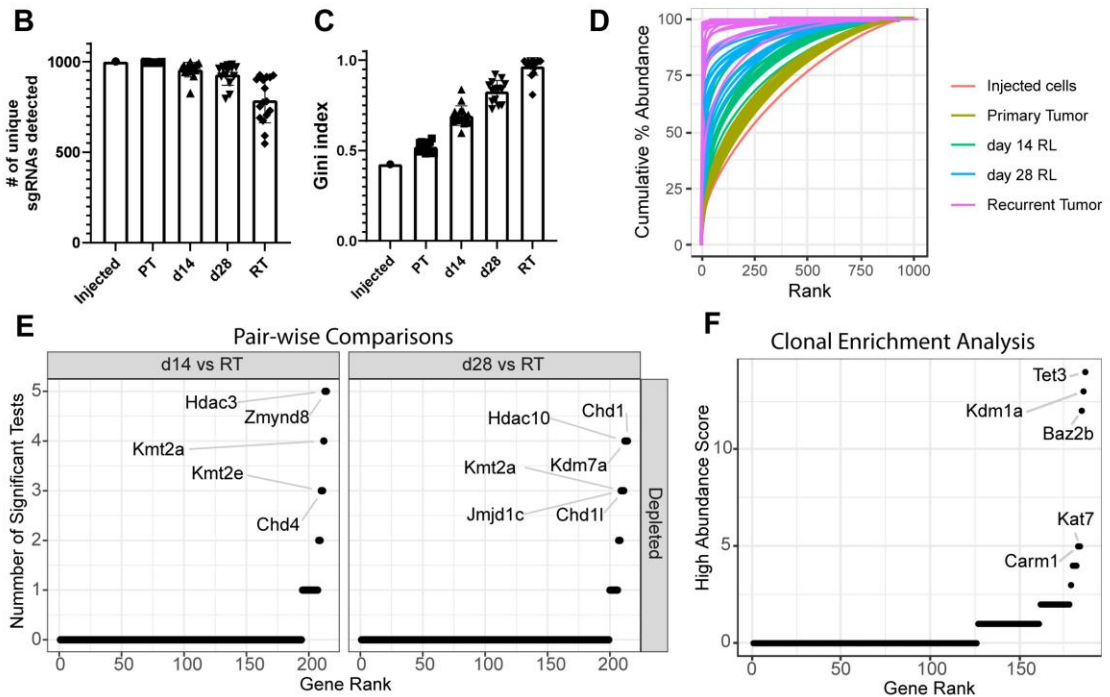 B
# of unique
sgRNAs detected
1000
500
0
Injected
PT
d14
d28
RT
C
Gini index
1.0
0.5
0.0
Injected
PT
d14
d28
RT
D
Cumulative % Abundance
100
75
50
25
0
0
250
500
750
1000
Rank
Injected cells
Primary Tumor
day 14 RL
day 28 RL
Recurrent Tumor
E
Pair-wise Comparisons
d14 vs RT
d28 vs RT
Nummber of Significant Tests
5
4
3
2
1
0
Hdac3
Zmynd8
Kmt2a
Kmt2e
Chd4
Chd1
Hdac10
Kmt2a
Kdm7a
Jmjd1c
Chd1l
Depleted
0
50
100
150
200
0
50
100
150
200
Gene Rank
F
Clonal Enrichment Analysis
High Abundance Score
10
5
0
Tet3
Kdm1a
Baz2b
Kat7
Carm1
0
50
100
150
Gene Rank